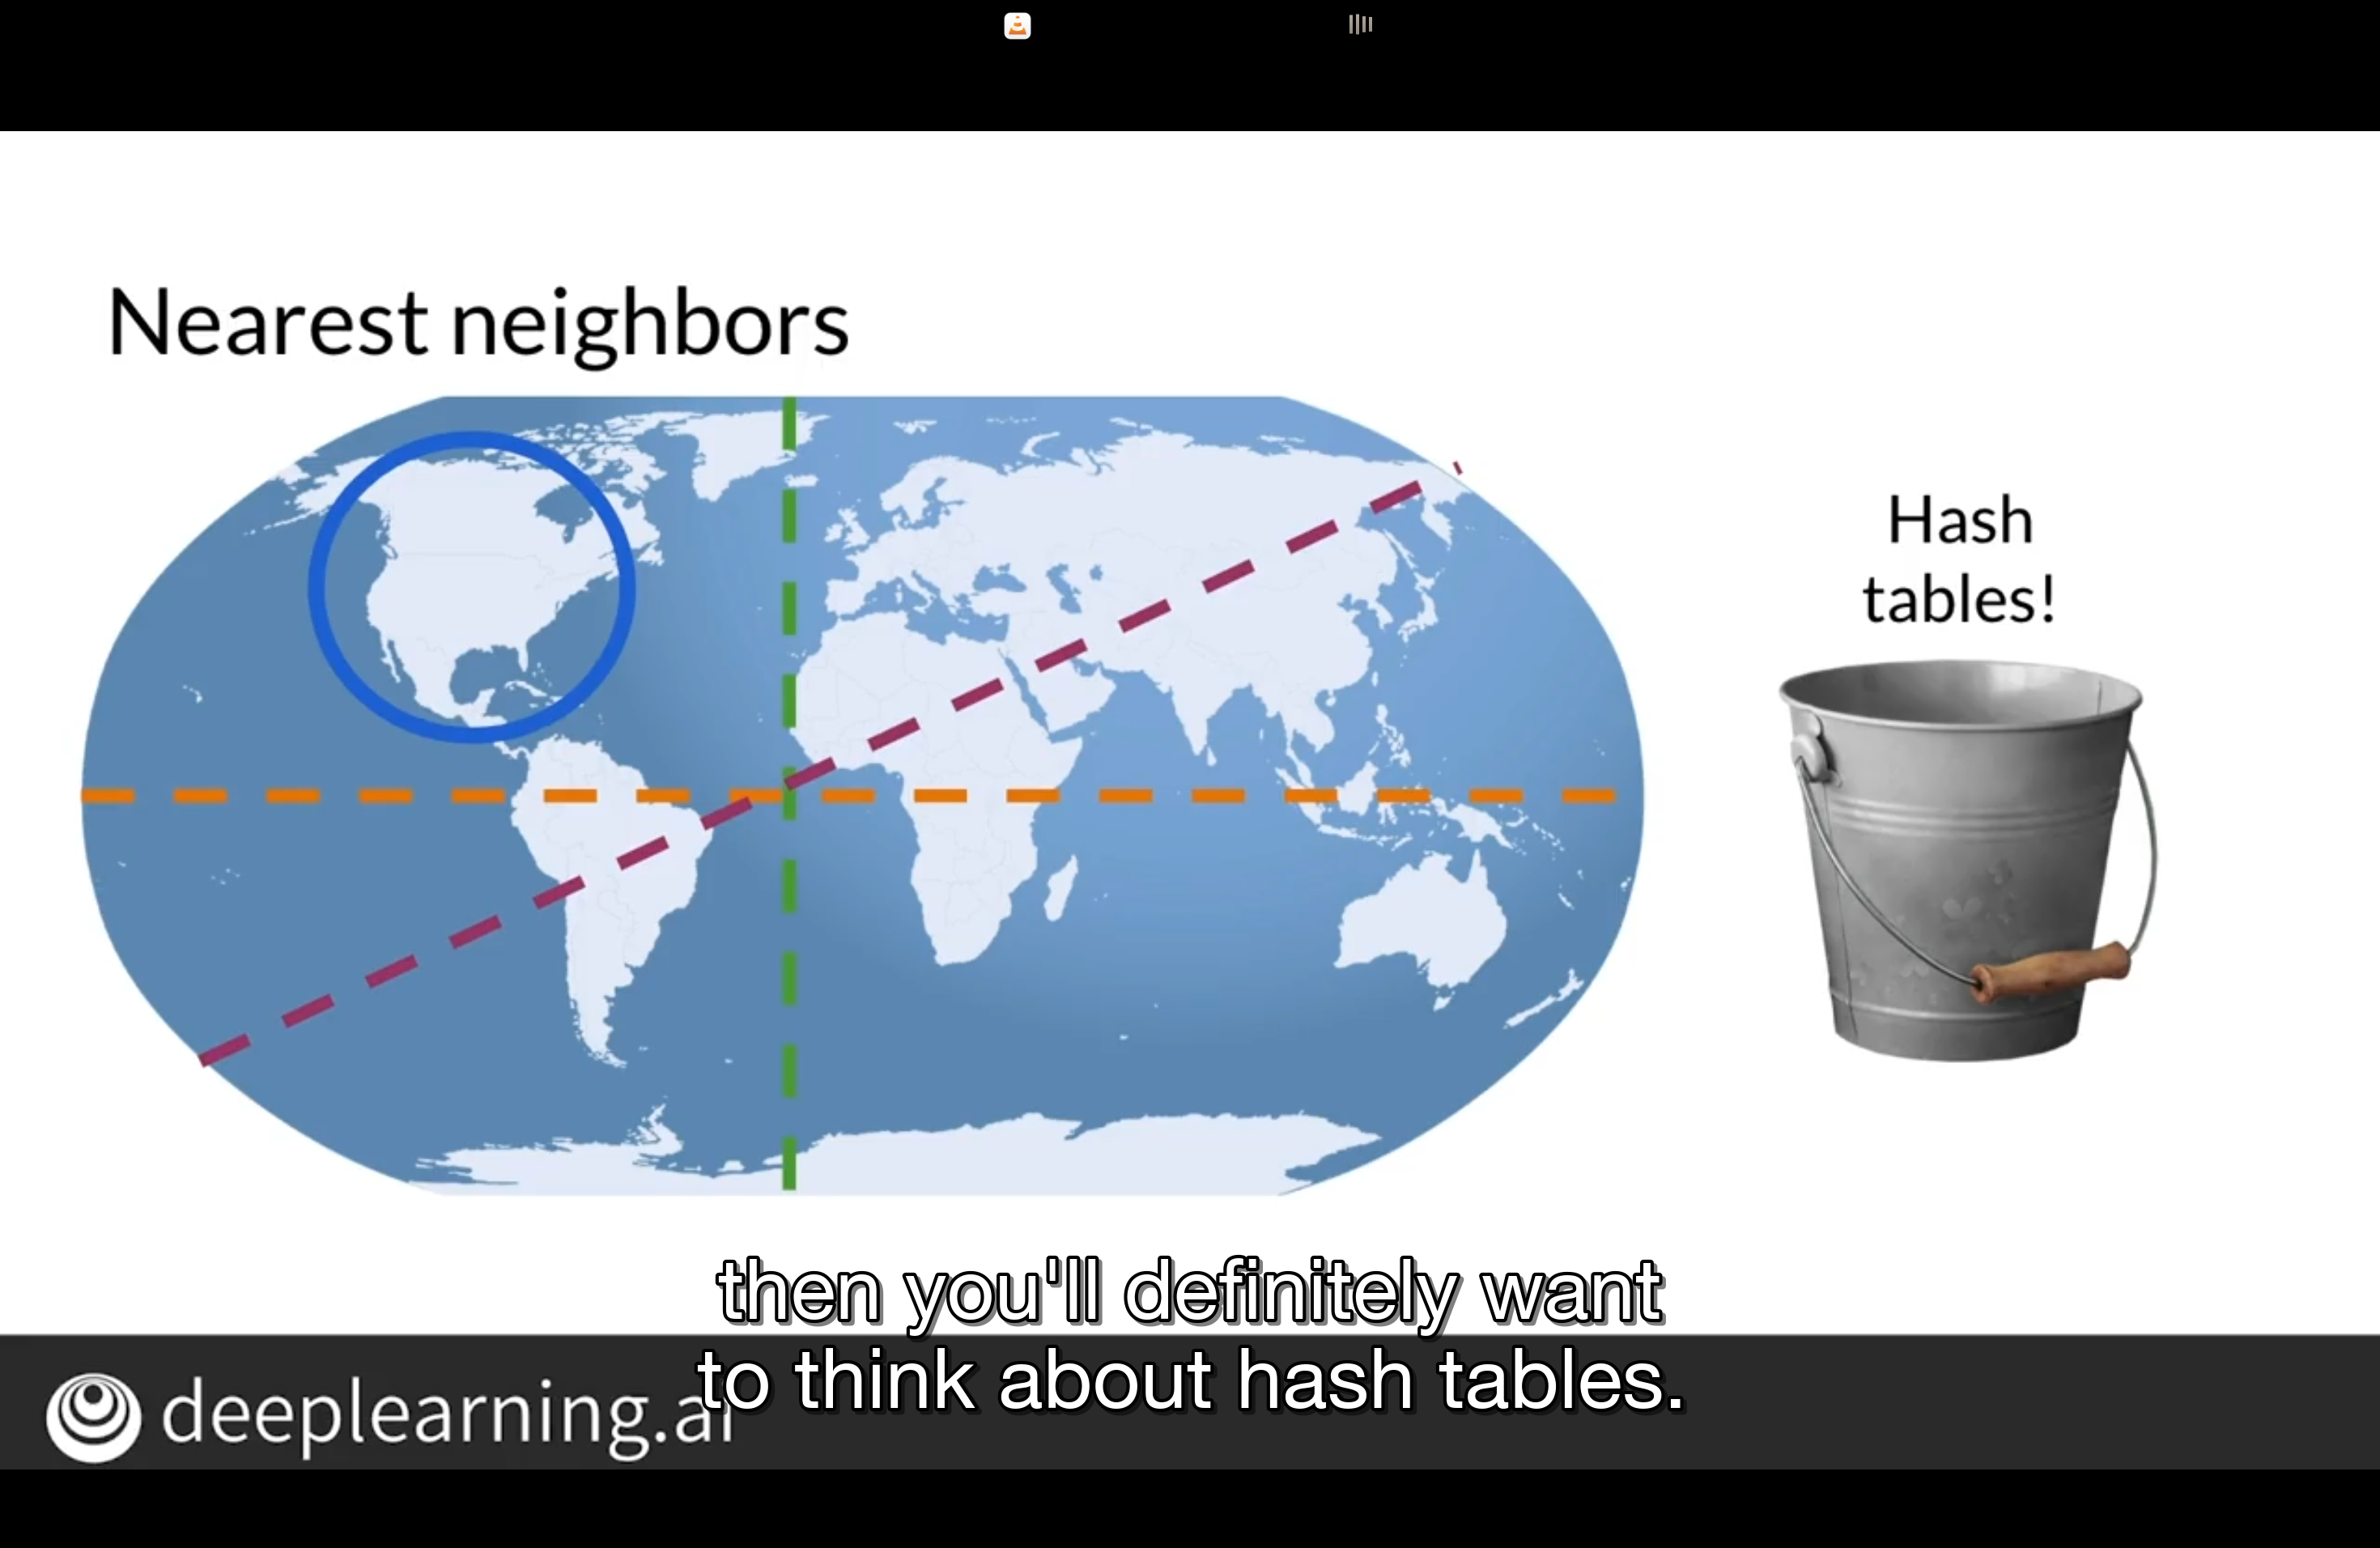 Nearest neighbors
Hash
tables!
then you'll definitely want
to think about hash tables.
deeplearning.ai